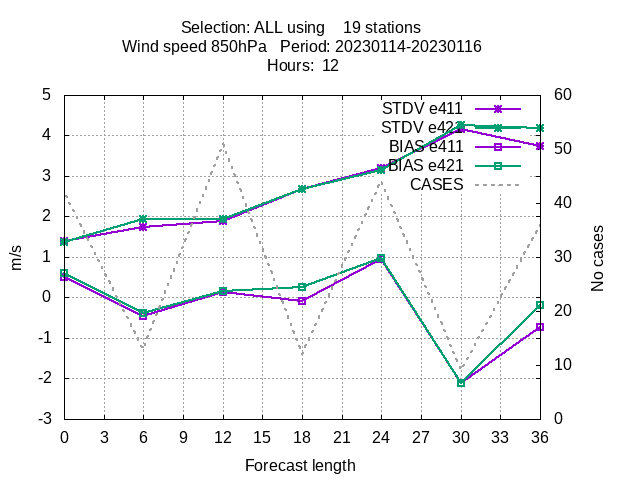 Selection: ALL using 19 stations
Wind speed 850hPa Period: 20230114-20230116
Hours: 12
STDV e411
STDV e421
BIAS e411
BIAS e421
CASES
5
4
3
2
1
0
-1
-2
-3
m/s
60
50
40
30
20
10
0
No cases
0 3 6 9 12 15 18 21 24 27 30 33 36
Forecast length